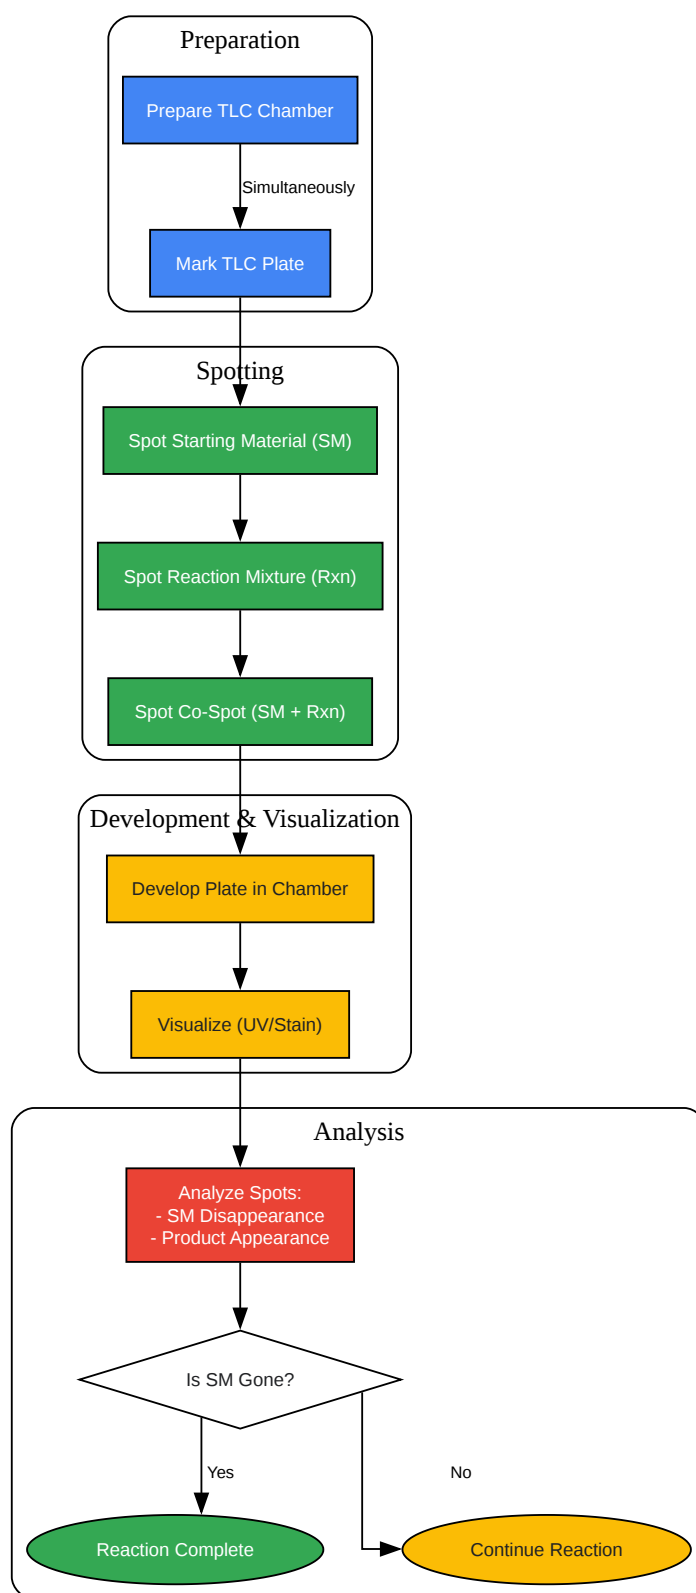 Preparation
Prepare TLC Chamber
Simultaneously
Mark TLC Plate
Spotting
Spot Starting Material (SM)
Spot Reaction Mixture (Rxn)
Spot Co-Spot (SM + Rxn)
Development & Visualization
Develop Plate in Chamber
Visualize (UV/Stain)
Analysis
Analyze Spots:
- SM Disappearance
- Product Appearance
Is SM Gone?
Yes
No
Reaction Complete
Continue Reaction